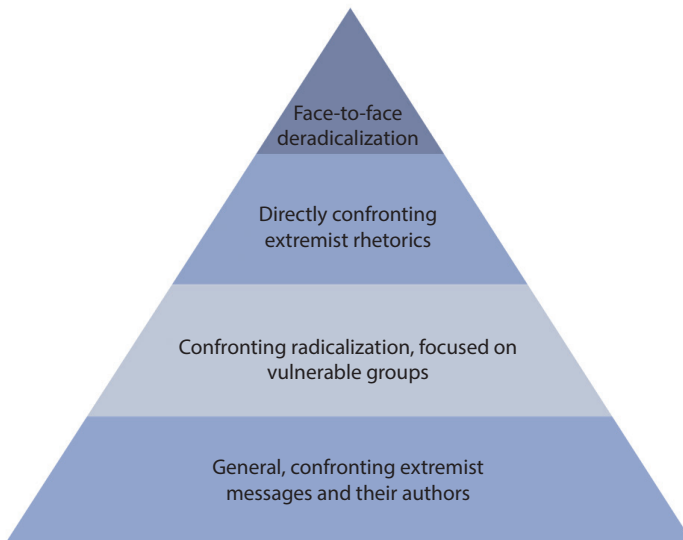 Face-to-face
deradicalization
Directly confronting
extremist rhetorics
Confronting radicalization, focused on
vulnerable groups
General, confronting extremist
messages and their authors